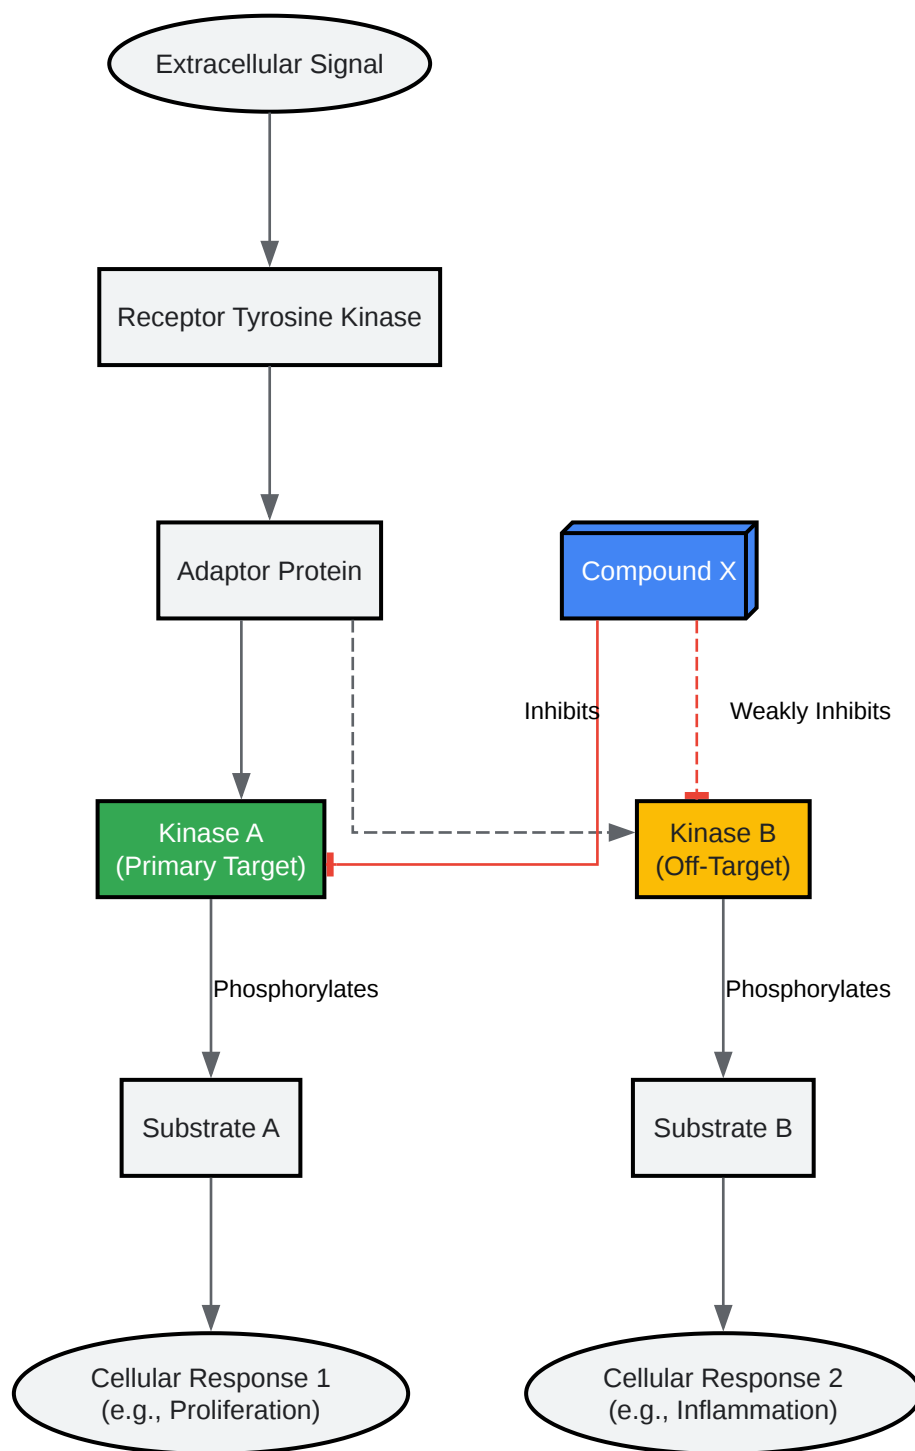 Extracellular Signal
Receptor Tyrosine Kinase
Adaptor Protein
Compound X
Inhibits
Weakly Inhibits
Kinase A
(Primary Target)
Kinase B
(Off-Target)
Phosphorylates
Phosphorylates
Substrate A
Substrate B
Cellular Response 1
(e.g., Proliferation)
Cellular Response 2
(e.g., Inflammation)